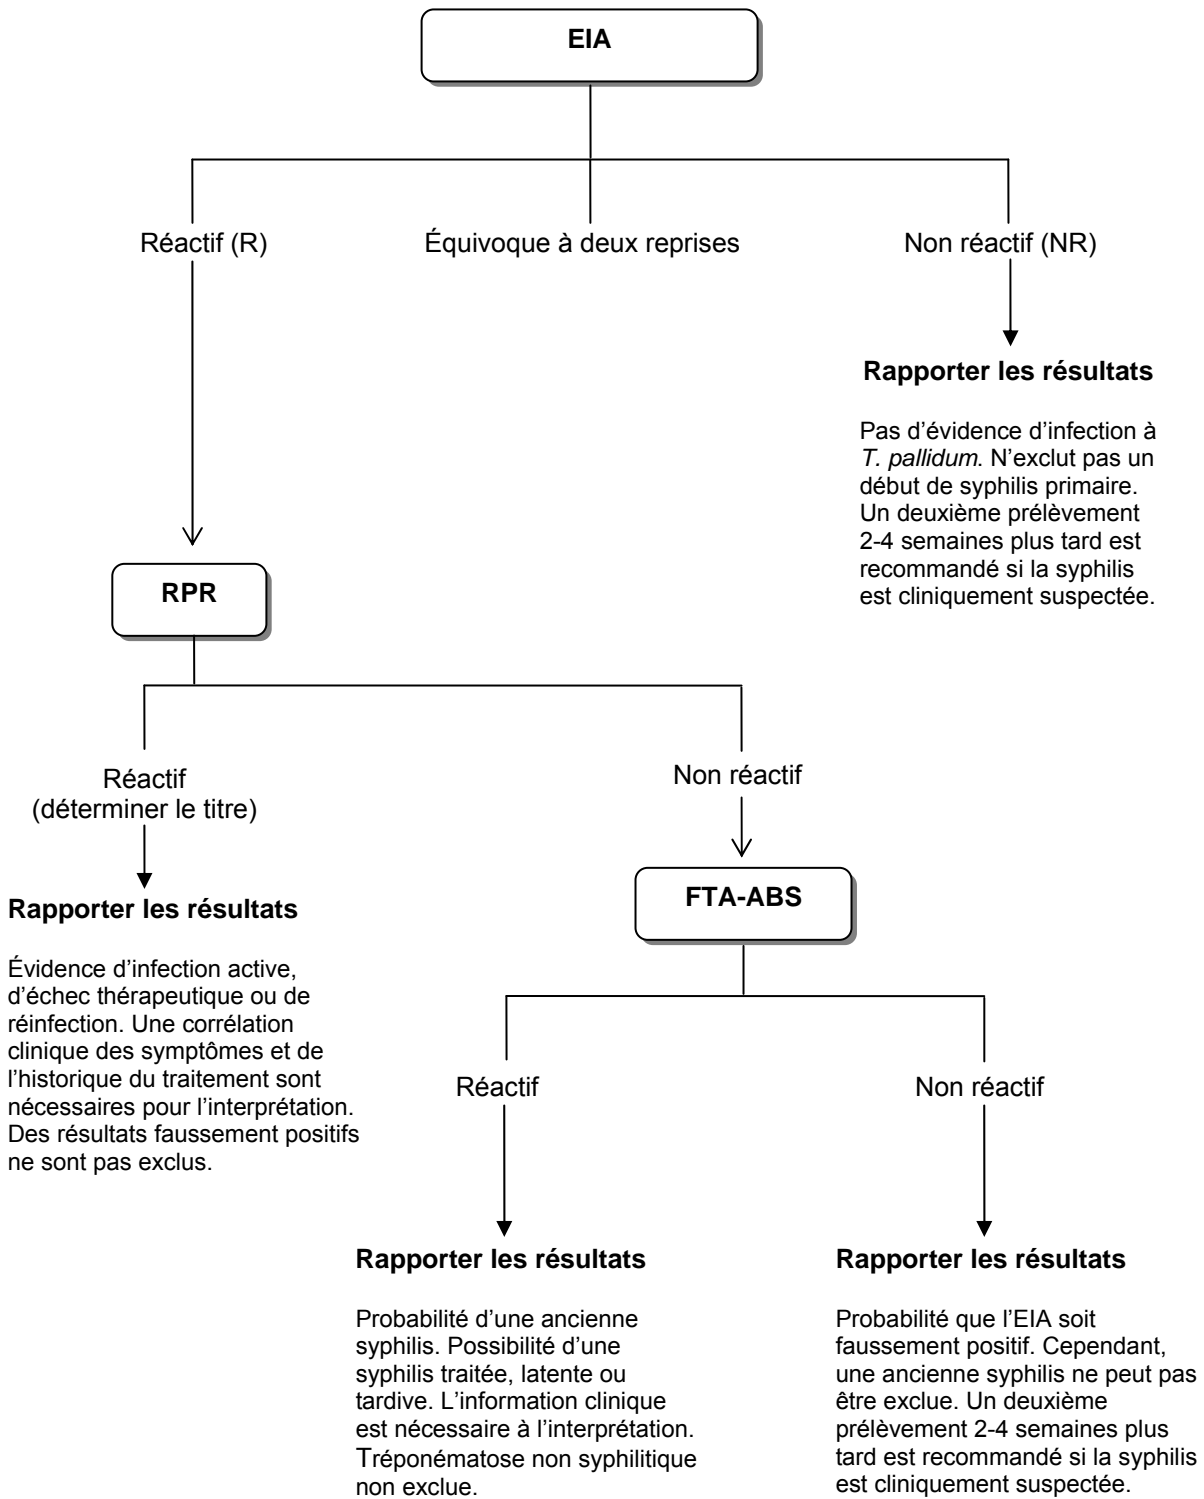 EIA
Réactif (R)
Équivoque à deux reprises
Non réactif (NR)
Rapporter les résultats
Pas d’évidence d’infection à
T. pallidum. N’exclut pas un
début de syphilis primaire.
Un deuxième prélèvement
2-4 semaines plus tard est
recommandé si la syphilis
est cliniquement suspectée.
RPR
Réactif
(déterminer le titre)
Non réactif
Rapporter les résultats
Évidence d’infection active,
d’échec thérapeutique ou de
réinfection. Une corrélation
clinique des symptômes et de
l’historique du traitement sont
nécessaires pour l’interprétation.
Des résultats faussement positifs
ne sont pas exclus.
FTA-ABS
Réactif
Non réactif
Rapporter les résultats
Probabilité d’une ancienne
syphilis. Possibilité d’une
syphilis traitée, latente ou
tardive. L’information clinique
est nécessaire à l’interprétation.
Tréponématose non syphilitique
non exclue.
Rapporter les résultats
Probabilité que l’EIA soit
faussement positif. Cependant,
une ancienne syphilis ne peut pas
être exclue. Un deuxième
prélèvement 2-4 semaines plus
tard est recommandé si la syphilis
est cliniquement suspectée.